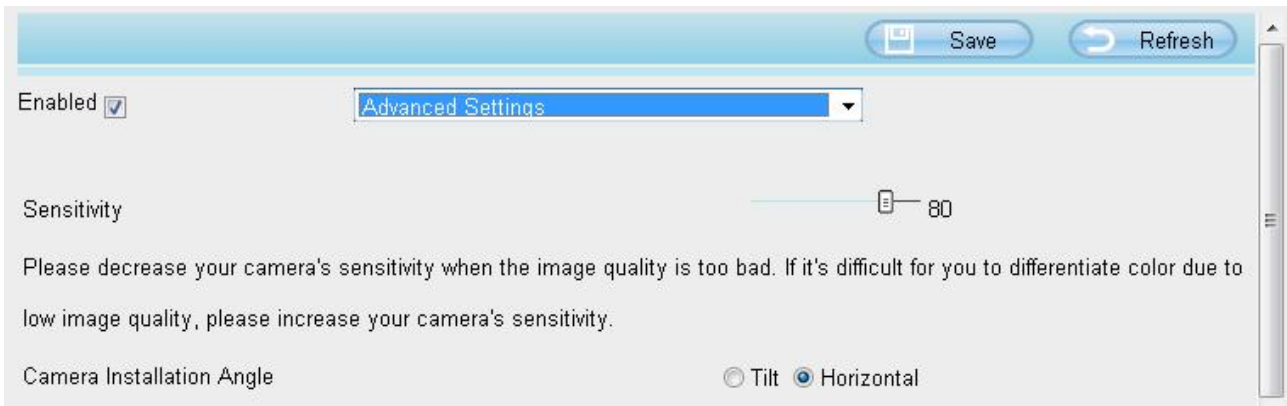 Save Refresh
Enabled Advanced Settings
Sensitivity 80
Please decrease your camera's sensitivity when the image quality is too bad. If it's difficult for you to differentiate color due to
low image quality, please increase your camera's sensitivity.
Camera Installation Angle Tilt Horizontal